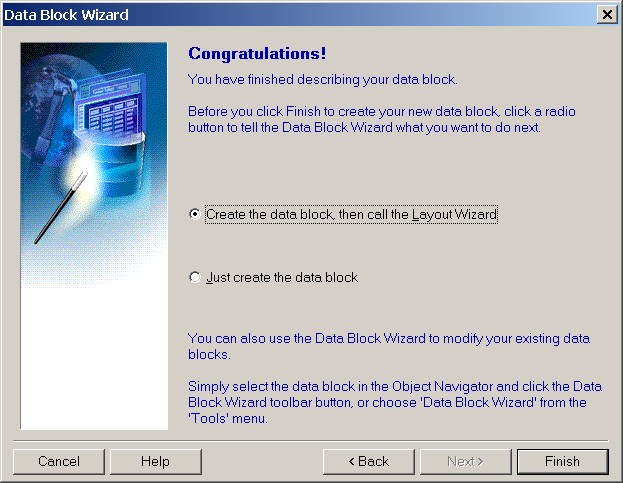 Data Block Wizard
Congratulations!
You have finished describing your data block.
Before you click Finish to create your new data block, click a radio
button to tell the Data Block Wizard what you want to do next.
Create the data block, then call the Layout Wizard
Just create the data block
You can also use the Data Block Wizard to modify your existing data
blocks.
Simply select the data block in the Object Navigator and click the Data
Block Wizard toolbar button, or choose 'Data Block Wizard' from the
'Tools' menu.
Cancel
Help
< Back
Next >
Finish